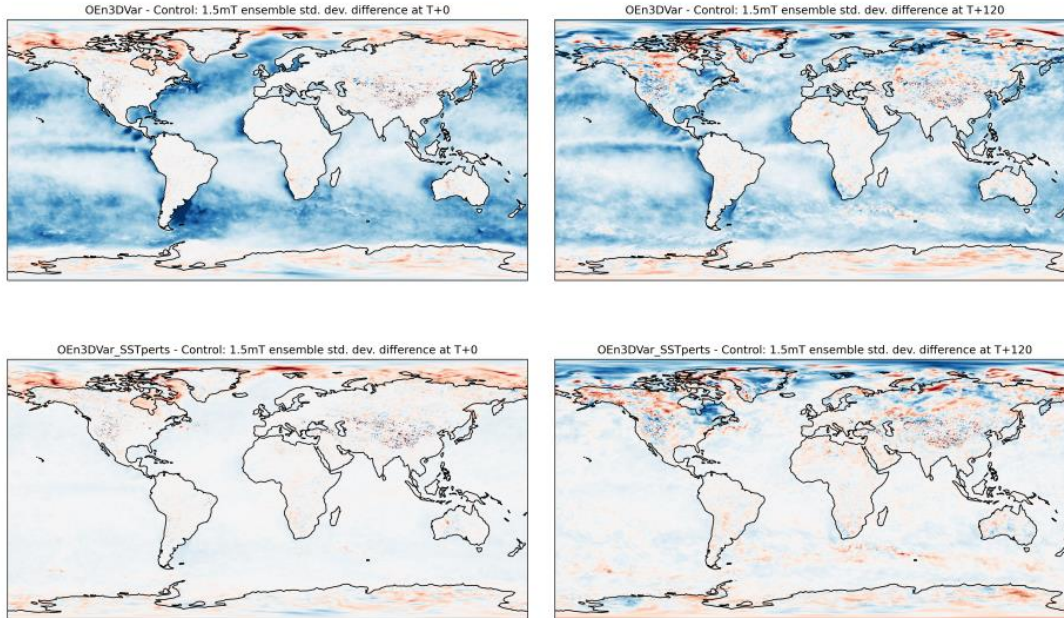 OEn3DVar - Control: 1.5mT ensemble std. dev. difference at T+0
OEn3DVar - Control: 1.5mT ensemble std. dev. difference at T+120
OEn3DVar_SSTperts - Control: 1.5mT ensemble std. dev. difference at T+0
OEn3DVar_SSTperts - Control: 1.5mT ensemble std. dev. difference at T+120